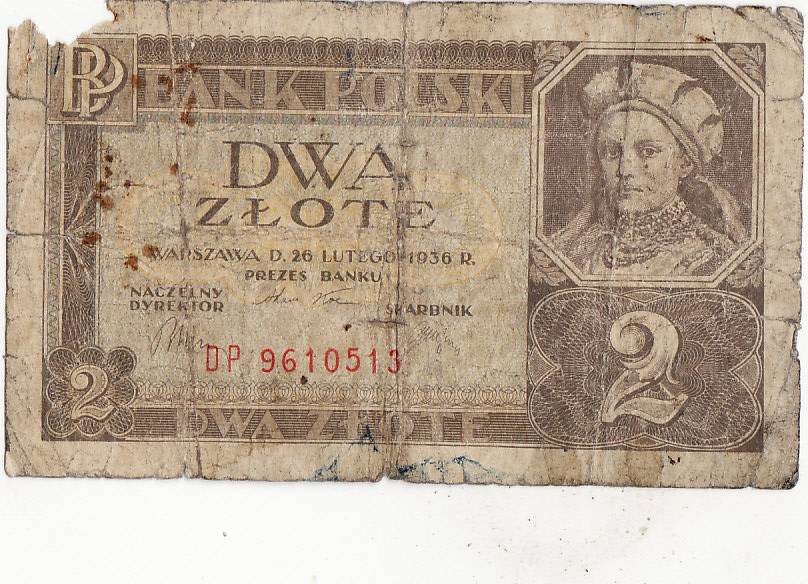 BP
BANK POLSKI
DWA
ZŁOTE
WARSZAWA D. 26 LUTEGO 1936 R.
PREZES BANKU
NACZELNY
DYREKTOR
SKARBNIK
DP 9610513
2
2
DWA ZŁOTE